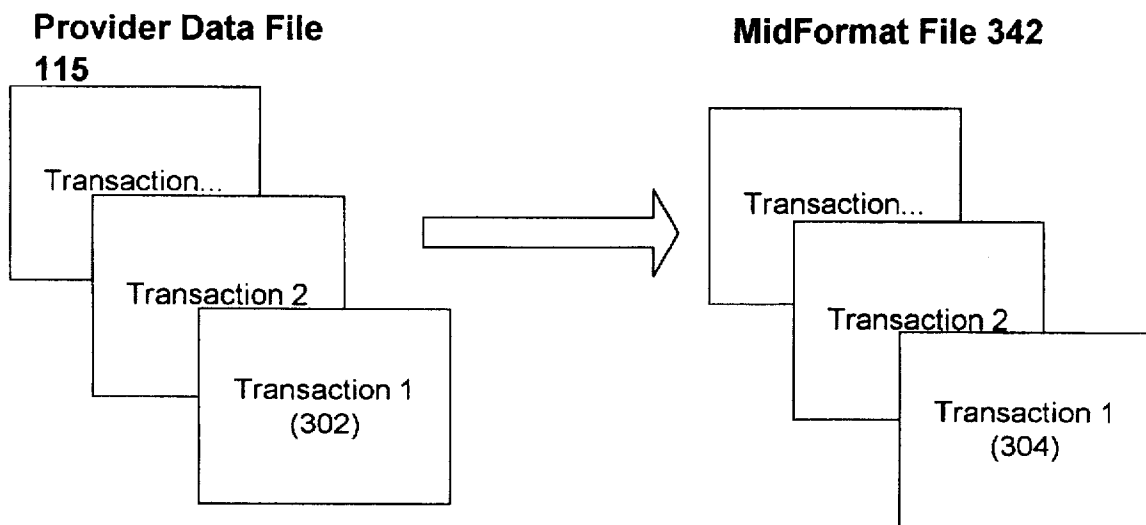 Provider Data File
115
Transaction...
Transaction 2
Transaction 1
(302)
MidFormat File 342
Transaction...
Transaction 2
Transaction 1
(304)